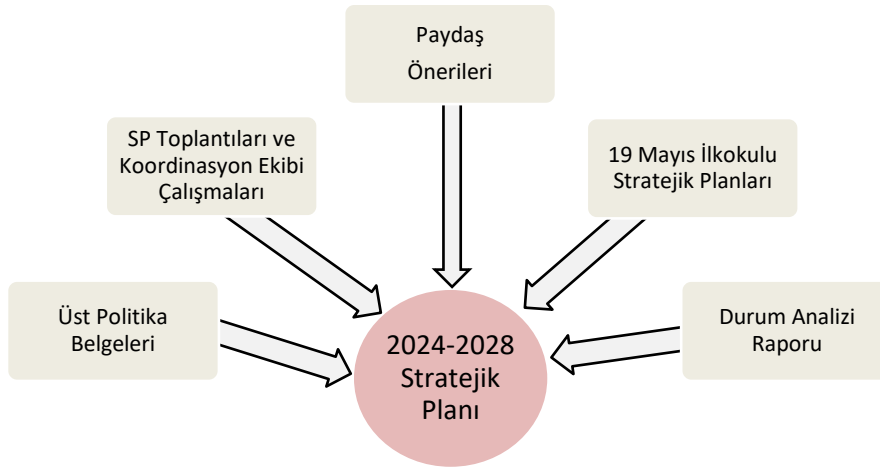 Paydaş
Önerileri
SP Toplantıları ve
Koordinasyon Ekibi
Çalışmaları
19 Mayıs İlkokulu
Stratejik Planları
Üst Politika
Belgeleri
2024-2028
Stratejik
Planı
Durum Analizi
Raporu